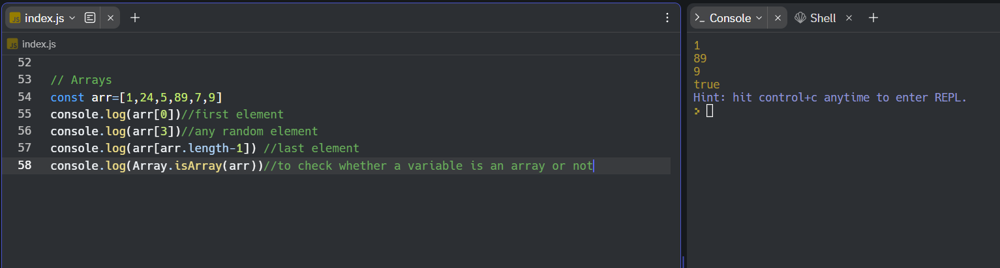 JS index.js
JS index.js
52
53 // Arrays
54 const arr=[1,24,5,89,7,9]
55 console.log(arr[0])//first element
56 console.log(arr[3])//any random element
57 console.log(arr[arr.length-1]) //last element
58 console.log(Array.isArray(arr))//to check whether a variable is an array or not
>_ Console Shell
1
89
9
true
Hint: hit control+c anytime to enter REPL.
>